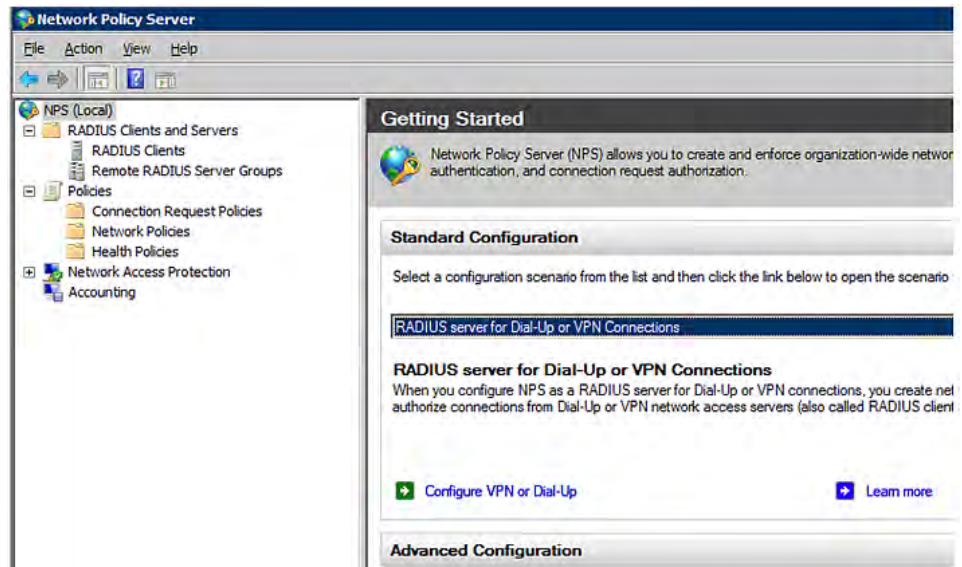 Network Policy Server
File Action View Help
NPS (Local)
RADIUS Clients and Servers
RADIUS Clients
Remote RADIUS Server Groups
Policies
Connection Request Policies
Network Policies
Health Policies
Network Access Protection
Accounting
Getting Started
Network Policy Server (NPS) allows you to create and enforce organization-wide networ
authentication, and connection request authorization.
Standard Configuration
Select a configuration scenario from the list and then click the link below to open the scenario
RADIUS server for Dial-Up or VPN Connections
RADIUS server for Dial-Up or VPN Connections
When you configure NPS as a RADIUS server for Dial-Up or VPN connections, you create net
authorize connections from Dial-Up or VPN network access servers (also called RADIUS client
Configure VPN or Dial-Up
Learn more
Advanced Configuration